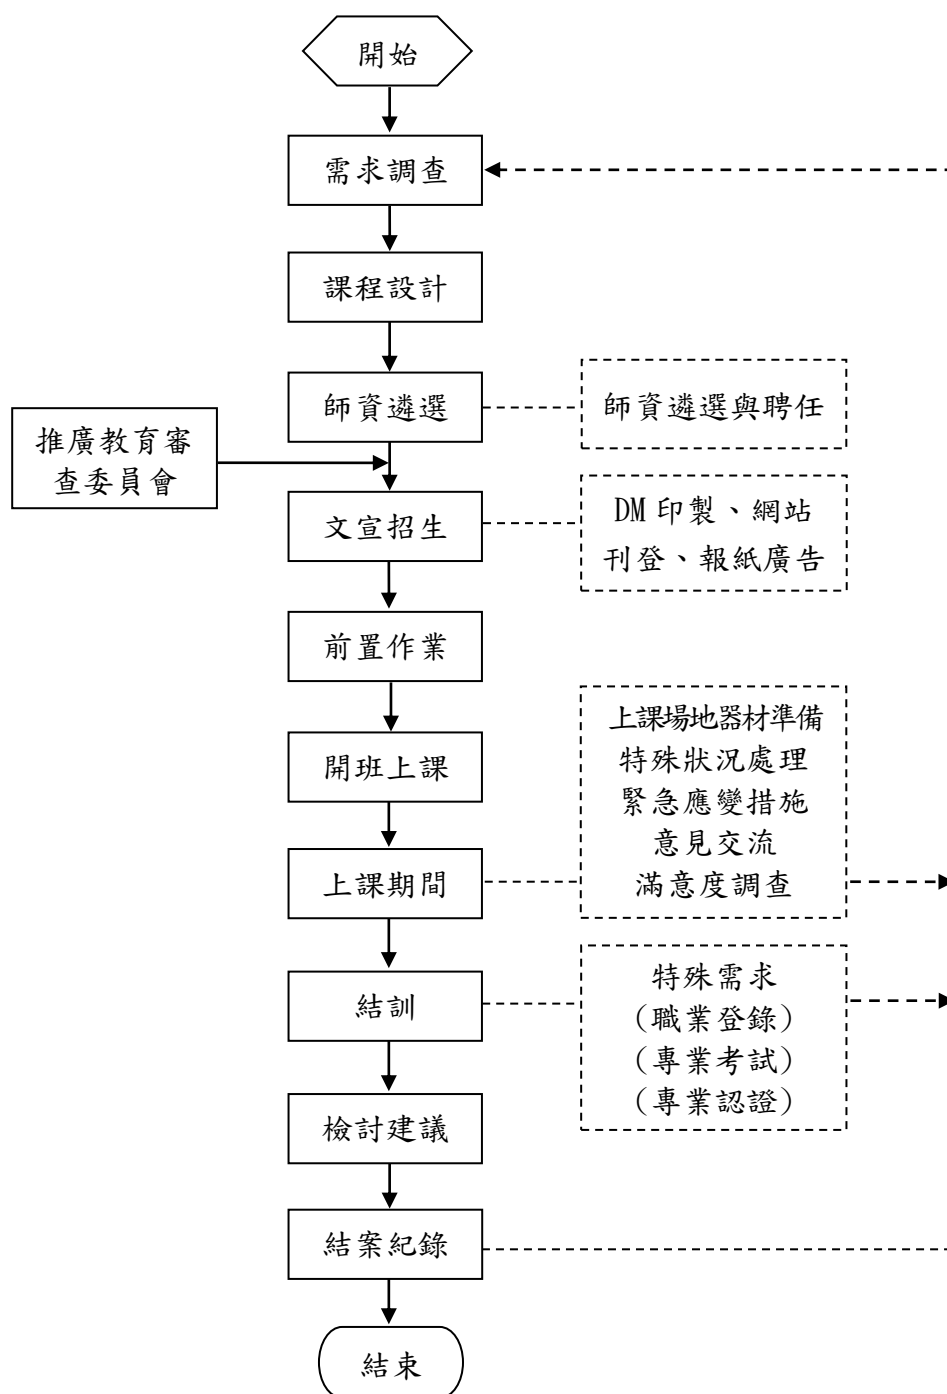 開始
需求調查
課程設計
師資遴選
師資遴選與聘任
推廣教育審
查委員會
文宣招生
DM 印製、網站
刊登、報紙廣告
前置作業
開班上課
上課場地器材準備
特殊狀況處理
緊急應變措施
意見交流
滿意度調查
上課期間
結訓
特殊需求
(職業登錄)
(專業考試)
(專業認證)
檢討建議
結案紀錄
結束